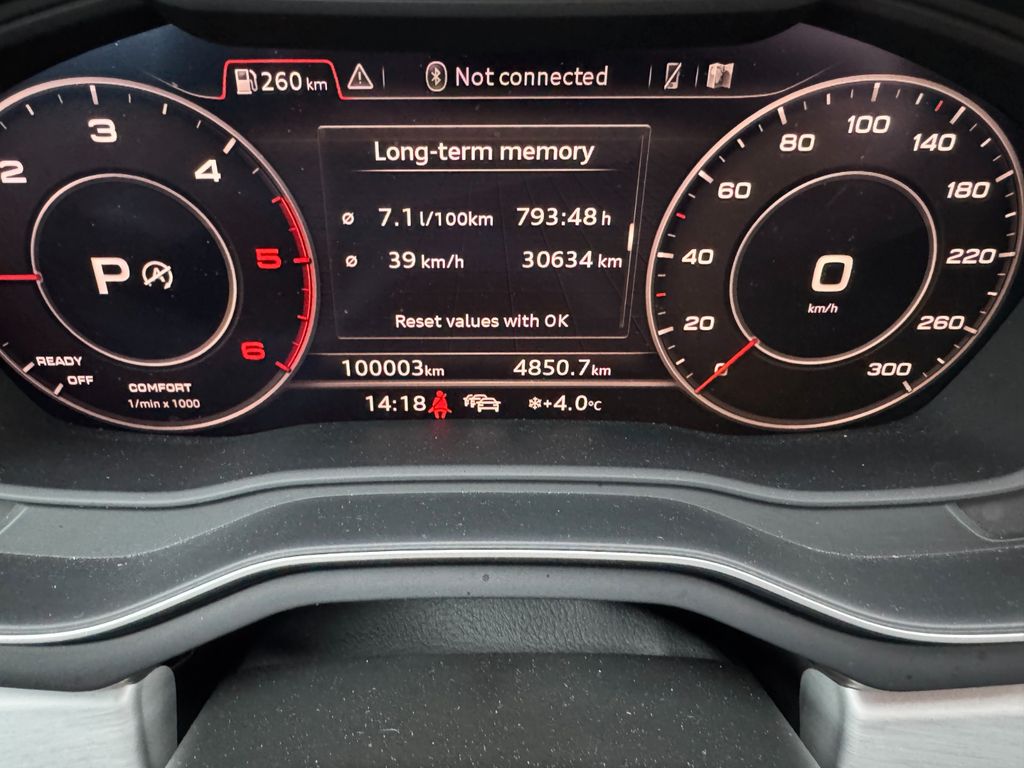 260 km
Not connected
2
3
4
5
6
P
READY
OFF
COMFORT
1/min x 1000
Long-term memory
ø 7.1 l/100km 793:48 h
ø 39 km/h 30634 km
Reset values with OK
100003km 4850.7km
14:18 +4.0°C
0
20
40
60
80
100
140
180
220
260
300
0
km/h